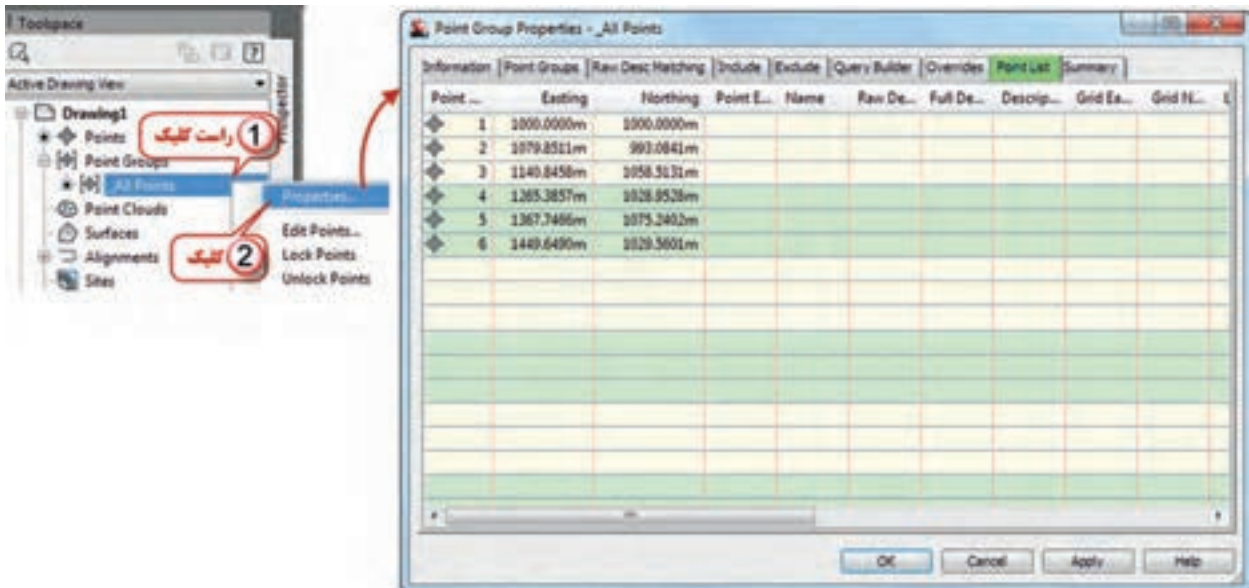 Toolspace
Active Drawing View
Prospector
Drawing1
Points
Point Groups
_All Points
Point Clouds
Surfaces
Alignments
Sites
1 راست کلیک
2 کلیک
Properties...
Edit Points...
Lock Points
Unlock Points
Point Group Properties - _All Points
Information Point Groups Raw Desc Matching Include Exclude Query Builder Overrides Point List Summary
Point ... Easting Northing Point E... Name Raw De... Full De... Descrip... Grid Ea... Grid N... L
1 1000.0000m 1000.0000m
2 1079.8511m 993.0841m
3 1140.8458m 1058.5131m
4 1265.3857m 1028.9528m
5 1367.7466m 1075.2402m
6 1449.6490m 1029.5601m
OK Cancel Apply Help